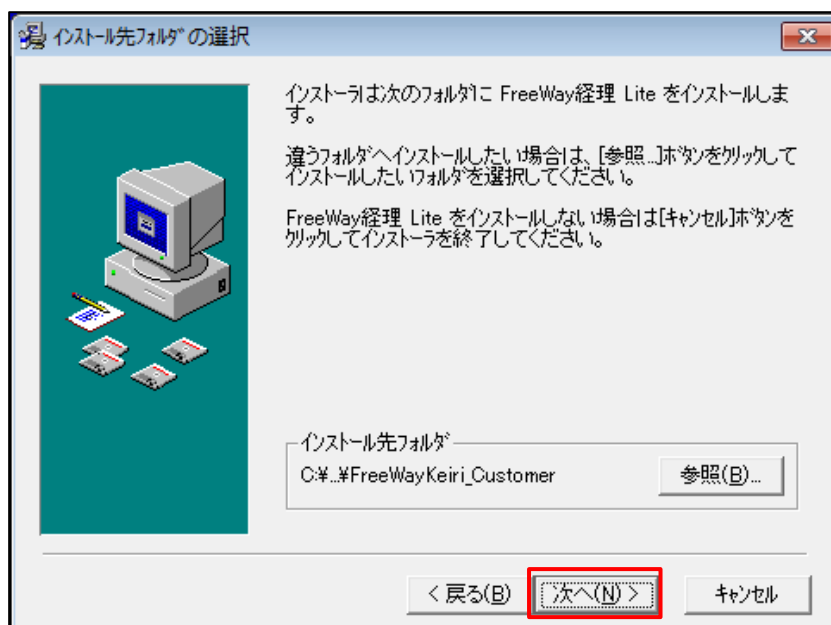 インストール先フォルダの選択
インストーラは次のフォルダに FreeWay経理 Lite をインストールしま
す。
違うフォルダへインストールしたい場合は、[参照...]ボタンをクリックして
インストールしたいフォルダを選択してください。
FreeWay経理 Lite をインストールしない場合は[キャンセル]ボタンを
クリックしてインストーラを終了してください。
インストール先フォルダ
C:¥...¥FreeWayKeiri_Customer
参照(B)...
< 戻る(B)
次へ(N) >
キャンセル